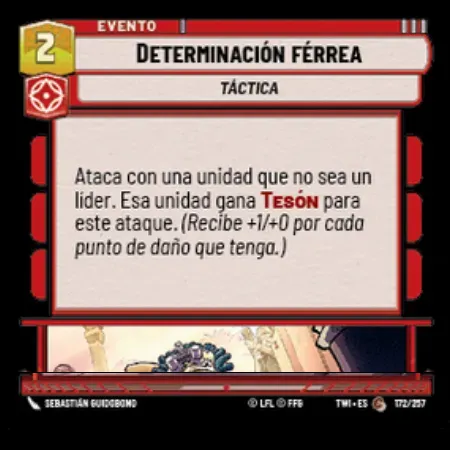 EVENTO
2
DETERMINACIÓN FÉRREA
TÁCTICA
Ataca con una unidad que no sea un
líder. Esa unidad gana TESÓN para
este ataque. (Recibe +1/+0 por cada
punto de daño que tenga.)
SEBASTIÁN GUIDOBONO © LFL © FFG TWI • ES 172/257